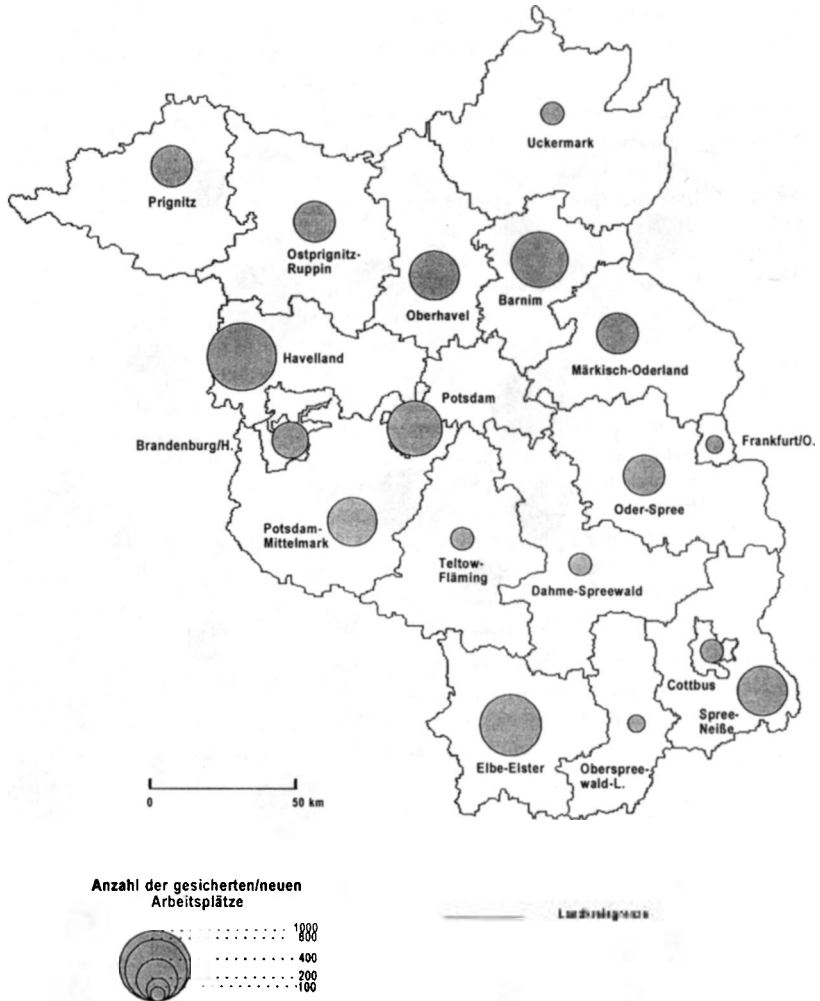 Uckermark
Prignitz
Ostprignitz-
Ruppin
Oberhavel
Barnim
Havelland
Märkisch-Oderland
Potsdam
Brandenburg/H.
Frankfurt/O.
Oder-Spree
Potsdam-
Mittelmark
Teltow-
Fläming
Dahme-Spreewald
Cottbus
Spree-
Neiße
Elbe-Elster
Oberspree-
wald-L.
0 50 km
Anzahl der gesicherten/neuen
Arbeitsplätze
1000
800
400
200
100